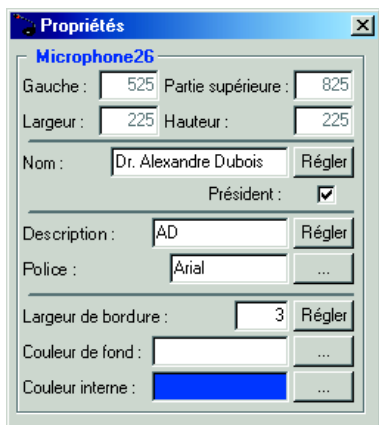 Propriétés
Microphone26
Gauche : 525 Partie supérieure : 825
Largeur : 225 Hauteur : 225
Nom : Dr. Alexandre Dubois Régler
Président :
Description : AD Régler
Police : Arial ...
Largeur de bordure : 3 Régler
Couleur de fond : ...
Couleur interne : ...